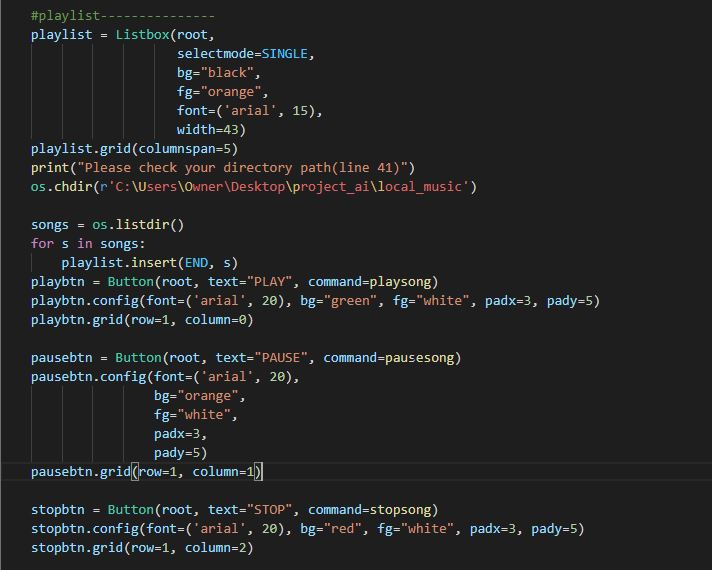 #playlist---------------
playlist = Listbox(root,
                   selectmode=SINGLE,
                   bg="black",
                   fg="orange",
                   font=('arial', 15),
                   width=43)
playlist.grid(columnspan=5)
print("Please check your directory path(line 41)")
os.chdir(r'C:\Users\Owner\Desktop\project_ai\local_music')

songs = os.listdir()
for s in songs:
    playlist.insert(END, s)
playbtn = Button(root, text="PLAY", command=playsong)
playbtn.config(font=('arial', 20), bg="green", fg="white", padx=3, pady=5)
playbtn.grid(row=1, column=0)

pausebtn = Button(root, text="PAUSE", command=pausesong)
pausebtn.config(font=('arial', 20),
                bg="orange",
                fg="white",
                padx=3,
                pady=5)
pausebtn.grid(row=1, column=1)

stopbtn = Button(root, text="STOP", command=stopsong)
stopbtn.config(font=('arial', 20), bg="red", fg="white", padx=3, pady=5)
stopbtn.grid(row=1, column=2)